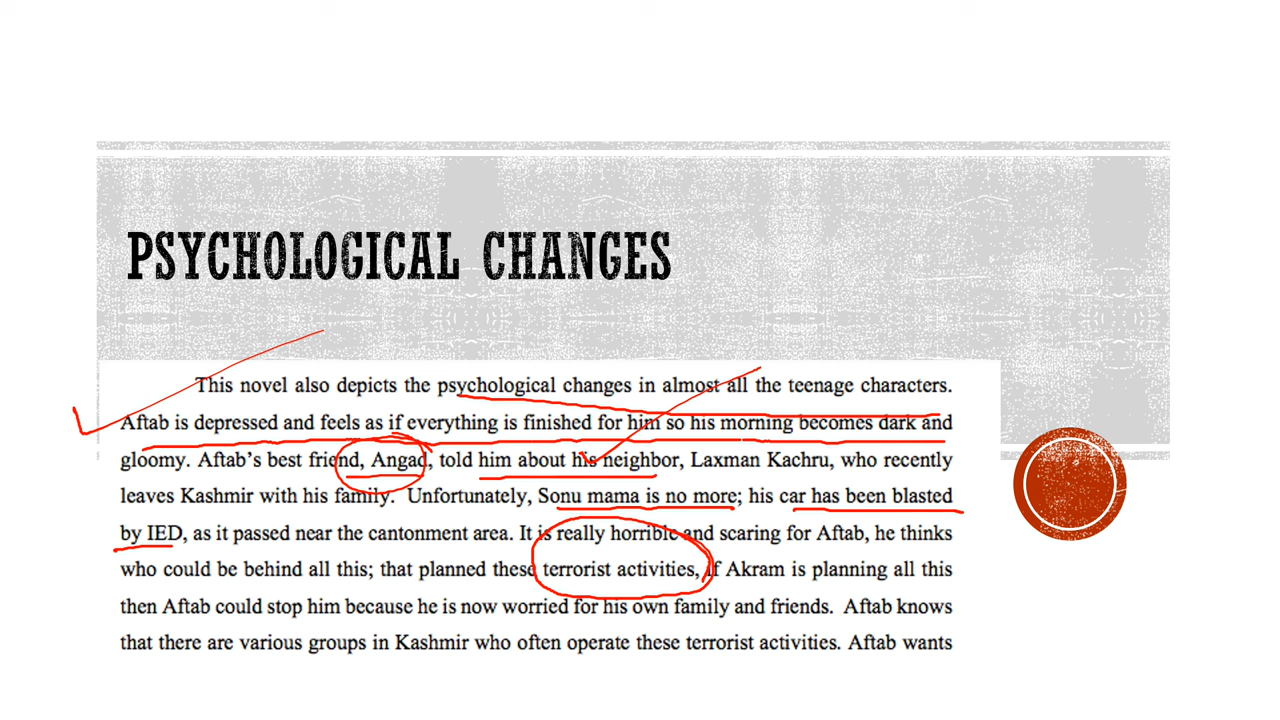 PSYCHOLOGICAL CHANGES
This novel also depicts the psychological changes in almost all the teenage characters.
Aftab is depressed and feels as if everything is finished for him so his morning becomes dark and
gloomy. Aftab's best friend, Angad, told him about his neighbor, Laxman Kachru, who recently
leaves Kashmir with his family. Unfortunately, Sonu mama is no more; his car has been blasted
by IED, as it passed near the cantonment area. It is really horrible and scaring for Aftab, he thinks
who could be behind all this; that planned these terrorist activities, if Akram is planning all this
then Aftab could stop him because he is now worried for his own family and friends. Aftab knows
that there are various groups in Kashmir who often operate these terrorist activities. Aftab wants